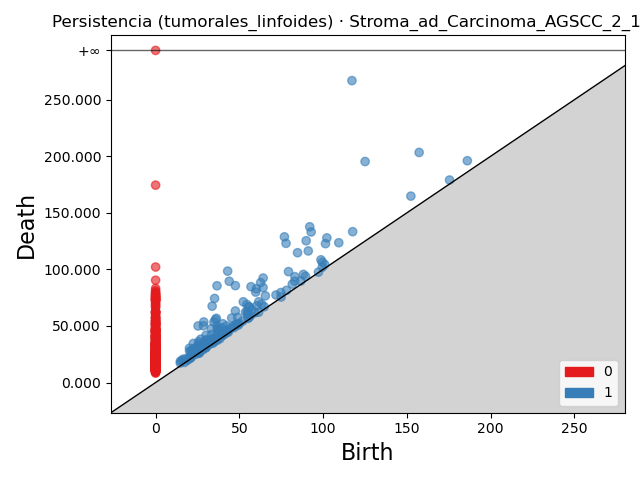 Persistencia (tumorales_linfoides) · Stroma_ad_Carcinoma_AGSCC_2_1
+∞
250.000
200.000
150.000
100.000
50.000
0.000
Death
0
1
0 50 100 150 200 250
Birth